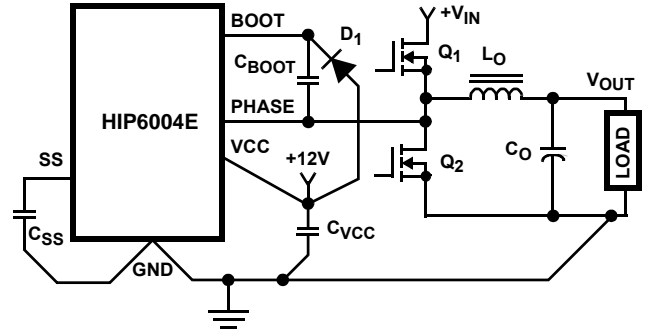 BOOT
D1
+VIN
CBOOT
Q1
LO
VOUT
HIP6004E
PHASE
VCC
+12V
SS
Q2
CO
LOAD
CSS
CVCC
GND